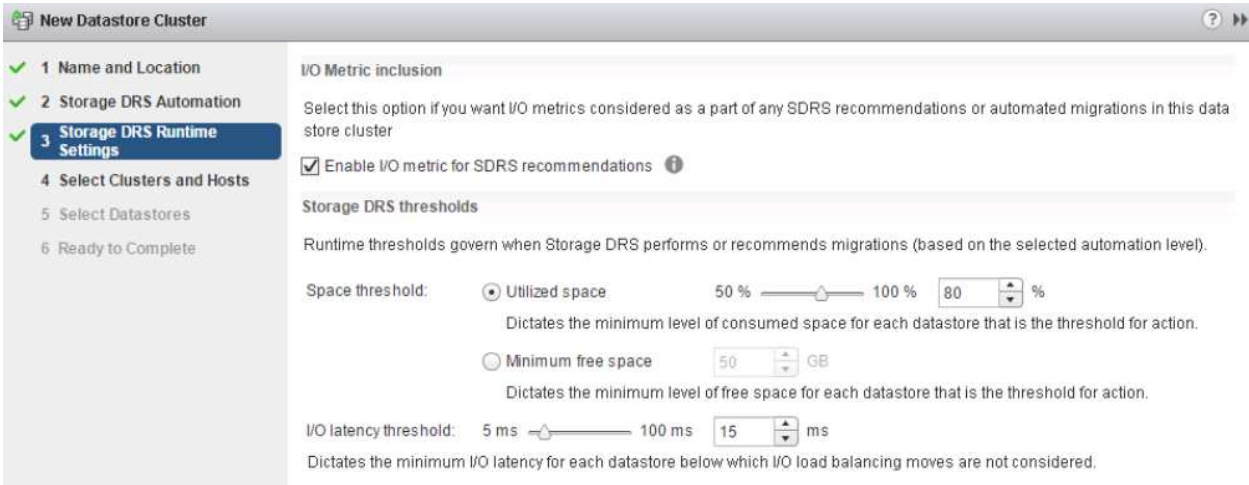 New Datastore Cluster
?
1 Name and Location
2 Storage DRS Automation
3 Storage DRS Runtime
Settings
4 Select Clusters and Hosts
5 Select Datastores
6 Ready to Complete
I/O Metric inclusion
Select this option if you want I/O metrics considered as a part of any SDRS recommendations or automated migrations in this data
store cluster
Enable I/O metric for SDRS recommendations
Storage DRS thresholds
Runtime thresholds govern when Storage DRS performs or recommends migrations (based on the selected automation level).
Space threshold: Utilized space 50 % 100 % 80 %
Dictates the minimum level of consumed space for each datastore that is the threshold for action.
Minimum free space 50 GB
Dictates the minimum level of free space for each datastore that is the threshold for action.
I/O latency threshold: 5 ms 100 ms 15 ms
Dictates the minimum I/O latency for each datastore below which I/O load balancing moves are not considered.